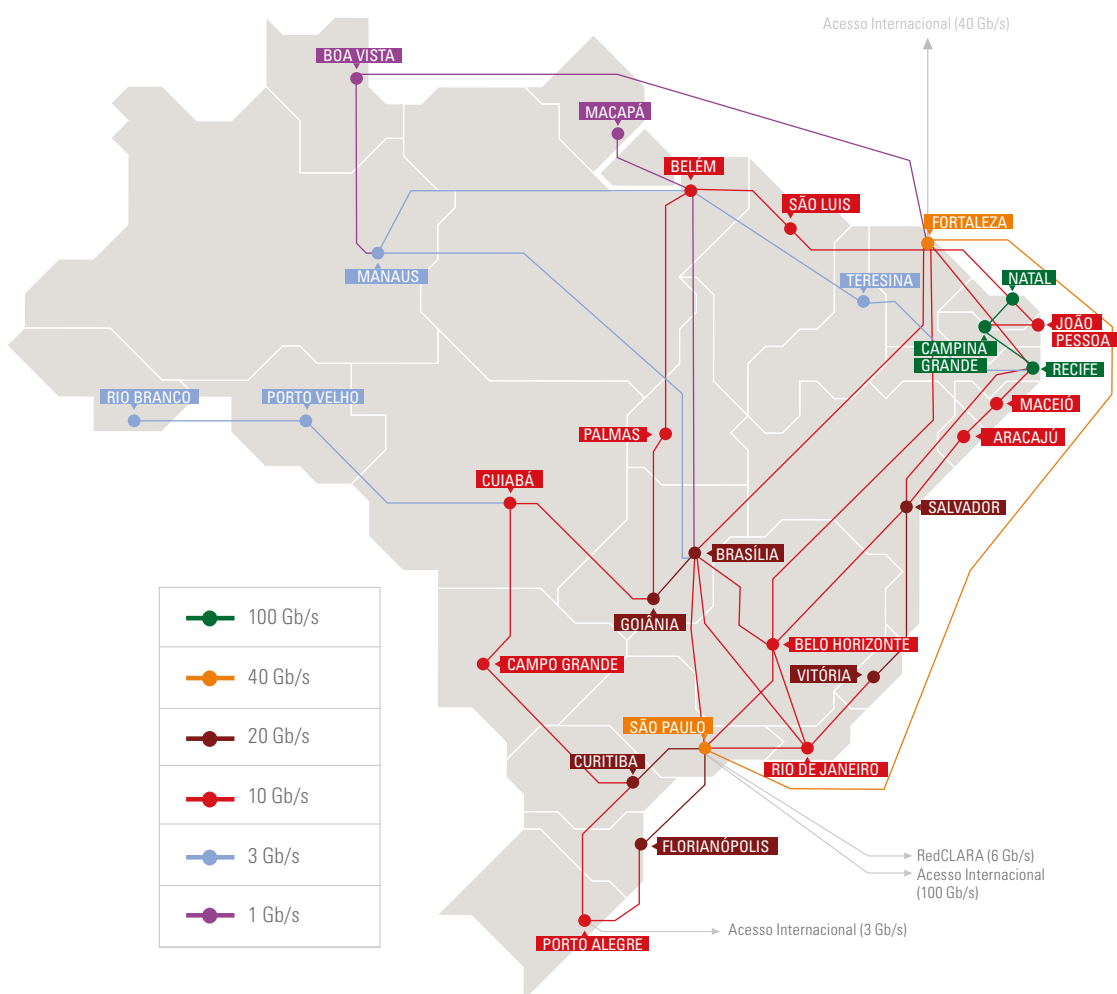 Acesso Internacional (40 Gb/s)
BOA VISTA
MACAPÁ
BELÉM
SÃO LUIS
FORTALEZA
MANAUS
TERESINA
NATAL
JOÃO
PESSOA
CAMPINA
GRANDE
RECIFE
RIO BRANCO
PORTO VELHO
MACEIÓ
PALMAS
ARACAJÚ
CUIABÁ
SALVADOR
BRASÍLIA
GOIÂNIA
BELO HORIZONTE
CAMPO GRANDE
VITÓRIA
SÃO PAULO
CURITIBA
RIO DE JANEIRO
FLORIANÓPOLIS
PORTO ALEGRE
100 Gb/s
40 Gb/s
20 Gb/s
10 Gb/s
3 Gb/s
1 Gb/s
RedCLARA (6 Gb/s)
Acesso Internacional
(100 Gb/s)
Acesso Internacional (3 Gb/s)